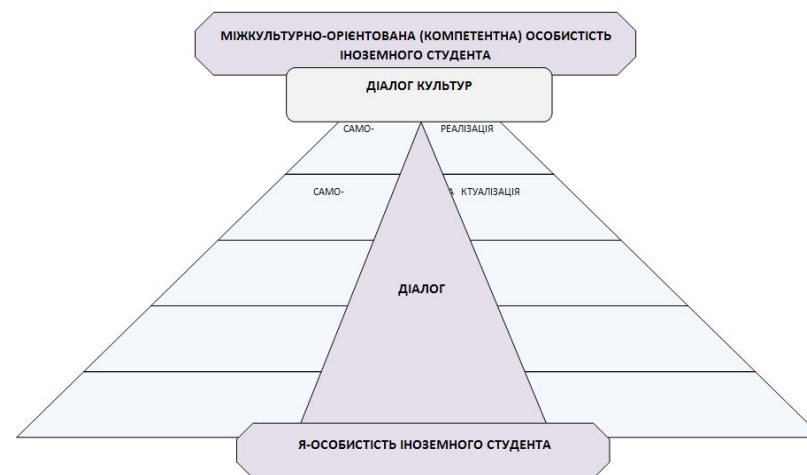 МІЖКУЛЬТУРНО-ОРІЄНТОВАНА (КОМПЕТЕНТНА) ОСОБИСТІСТЬ
ІНОЗЕМНОГО СТУДЕНТА
ДІАЛОГ КУЛЬТУР
САМО- РЕАЛІЗАЦІЯ
САМО- А КТУАЛІЗАЦІЯ
ДІАЛОГ
Я-ОСОБИСТІСТЬ ІНОЗЕМНОГО СТУДЕНТА